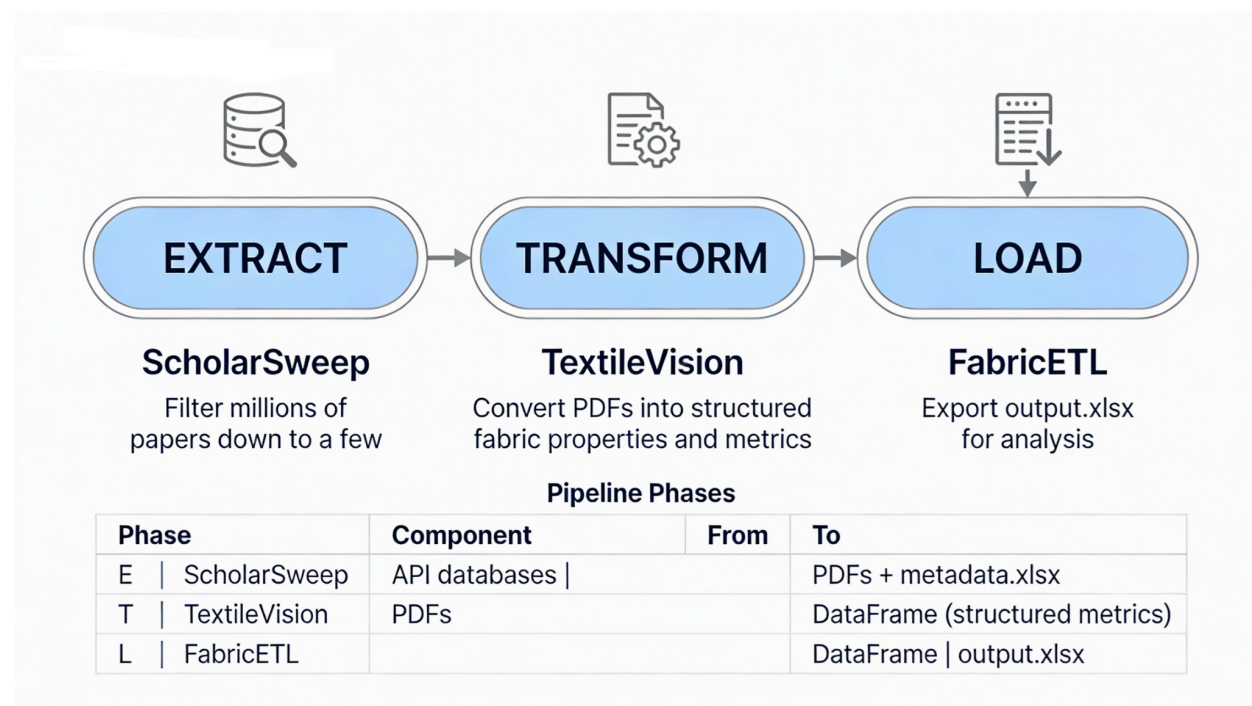 EXTRACT
TRANSFORM
LOAD
ScholarSweep
Filter millions of
papers down to a few
TextileVision
Convert PDFs into structured
fabric properties and metrics
FabricETL
Export output.xlsx
for analysis
Pipeline Phases
Phase Component From To
E | ScholarSweep API databases | PDFs + metadata.xlsx
T | TextileVision PDFs DataFrame (structured metrics)
L | FabricETL DataFrame | output.xlsx